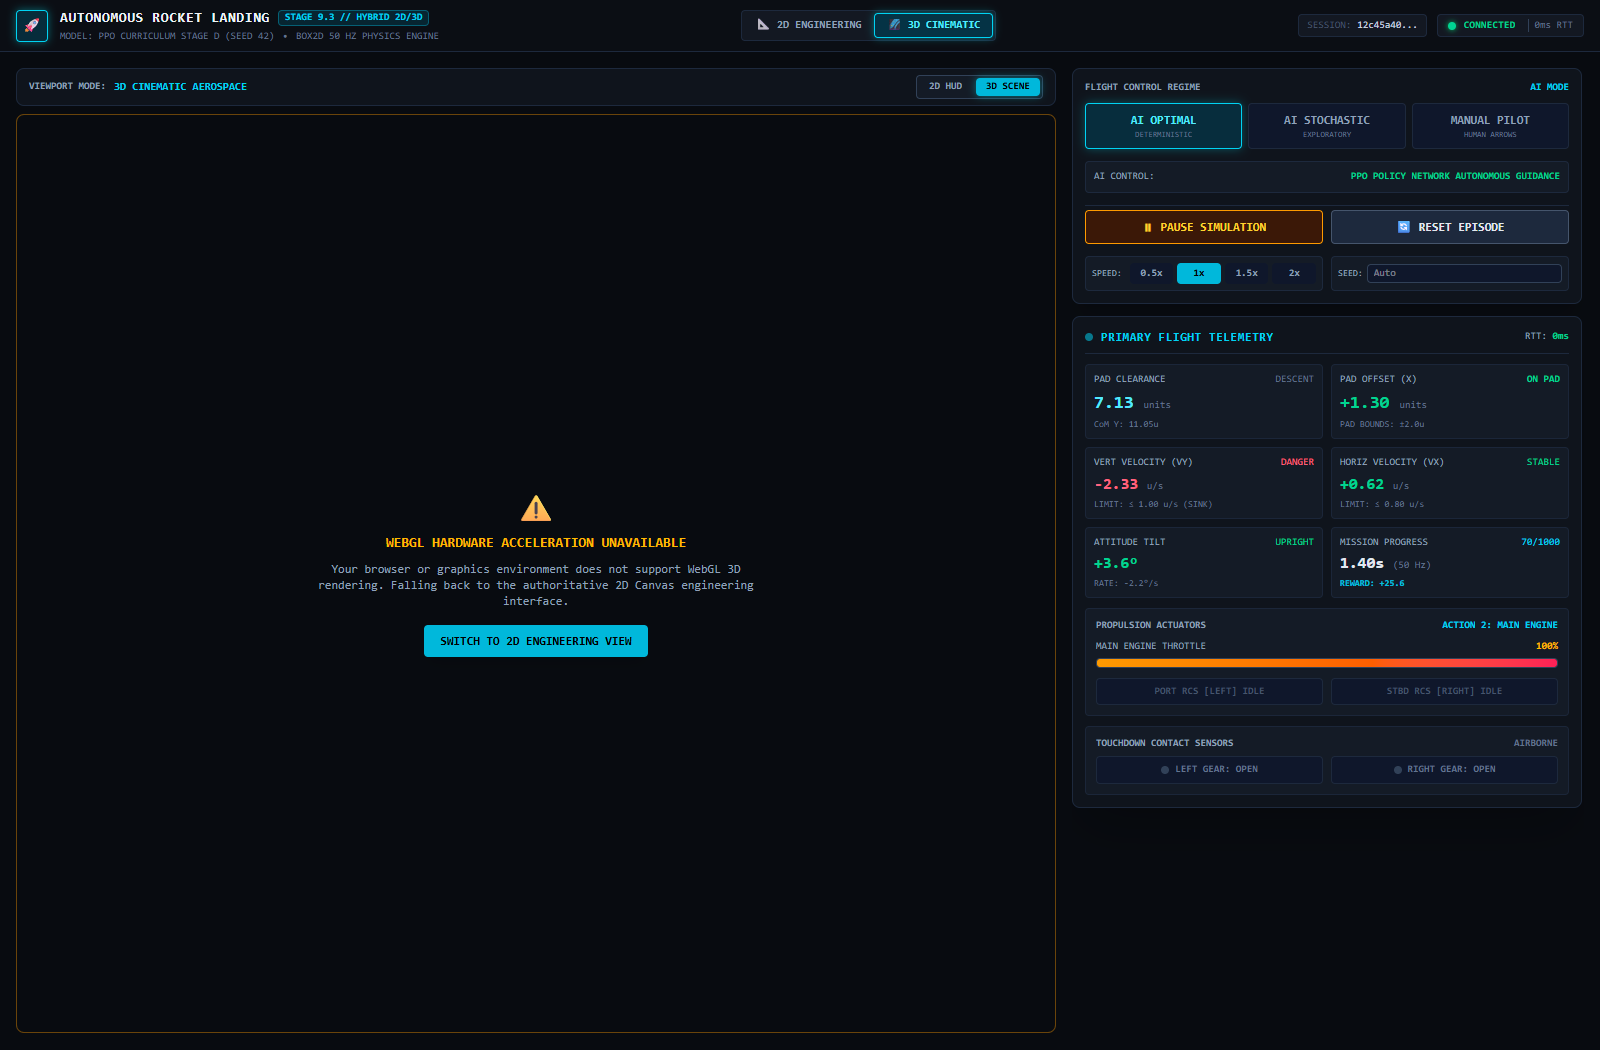 AUTONOMOUS ROCKET LANDING
STAGE 9.3 // HYBRID 2D/3D
MODEL: PPO CURRICULUM STAGE D (SEED 42) • BOX2D 50 HZ PHYSICS ENGINE
2D ENGINEERING
3D CINEMATIC
SESSION: 12c45a40...
CONNECTED
0ms RTT
VIEWPORT MODE: 3D CINEMATIC AEROSPACE
2D HUD
3D SCENE
WEBGL HARDWARE ACCELERATION UNAVAILABLE
Your browser or graphics environment does not support WebGL 3D
rendering. Falling back to the authoritative 2D Canvas engineering
interface.
SWITCH TO 2D ENGINEERING VIEW
FLIGHT CONTROL REGIME
AI MODE
AI OPTIMAL
DETERMINISTIC
AI STOCHASTIC
EXPLORATORY
MANUAL PILOT
HUMAN ARROWS
AI CONTROL:
PPO POLICY NETWORK AUTONOMOUS GUIDANCE
PAUSE SIMULATION
RESET EPISODE
SPEED: 0.5x 1x 1.5x 2x
SEED: Auto
PRIMARY FLIGHT TELEMETRY
RTT: 0ms
PAD CLEARANCE
DESCENT
7.13 units
CoM Y: 11.05u
PAD OFFSET (X)
ON PAD
+1.30 units
PAD BOUNDS: ±2.0u
VERT VELOCITY (VY)
DANGER
-2.33 u/s
LIMIT: ≤ 1.00 u/s (SINK)
HORIZ VELOCITY (VX)
STABLE
+0.62 u/s
LIMIT: ≤ 0.80 u/s
ATTITUDE TILT
UPRIGHT
+3.6°
RATE: -2.2°/s
MISSION PROGRESS
70/1000
1.40s (50 Hz)
REWARD: +25.6
PROPULSION ACTUATORS
ACTION 2: MAIN ENGINE
MAIN ENGINE THROTTLE
100%
PORT RCS [LEFT] IDLE
STBD RCS [RIGHT] IDLE
TOUCHDOWN CONTACT SENSORS
AIRBORNE
LEFT GEAR: OPEN
RIGHT GEAR: OPEN